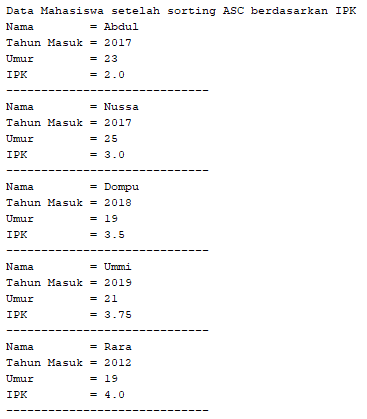 Data Mahasiswa setelah sorting ASC berdasarkan IPK
Nama        = Abdul
Tahun Masuk = 2017
Umur        = 23
IPK         = 2.0
-----------------------------
Nama        = Nussa
Tahun Masuk = 2017
Umur        = 25
IPK         = 3.0
-----------------------------
Nama        = Dompu
Tahun Masuk = 2018
Umur        = 19
IPK         = 3.5
-----------------------------
Nama        = Ummi
Tahun Masuk = 2019
Umur        = 21
IPK         = 3.75
-----------------------------
Nama        = Rara
Tahun Masuk = 2012
Umur        = 19
IPK         = 4.0
-----------------------------